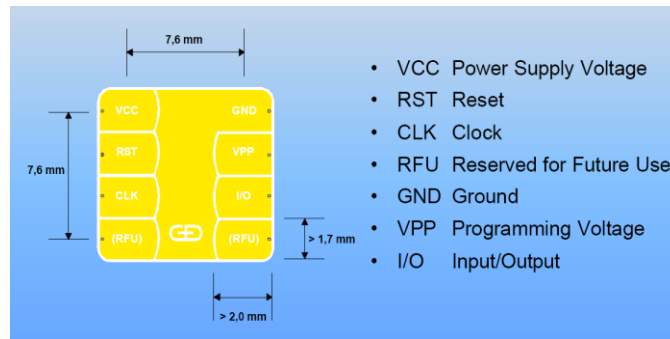 7,6 mm
VCC GND
RST VPP
7,6 mm
CLK I/O
(RFU) (RFU)
> 1,7 mm
> 2,0 mm
• VCC Power Supply Voltage
• RST Reset
• CLK Clock
• RFU Reserved for Future Use
• GND Ground
• VPP Programming Voltage
• I/O Input/Output